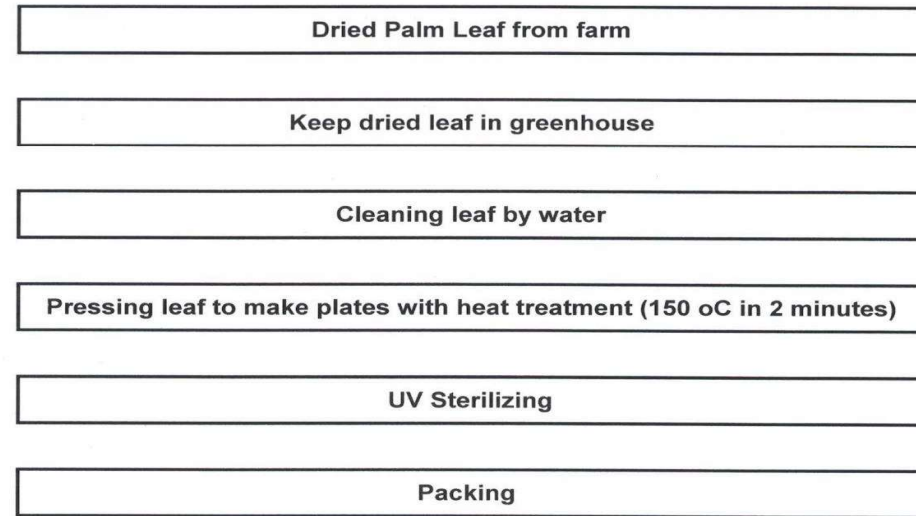 Dried Palm Leaf from farm
Keep dried leaf in greenhouse
Cleaning leaf by water
Pressing leaf to make plates with heat treatment (150 oC in 2 minutes)
UV Sterilizing
Packing